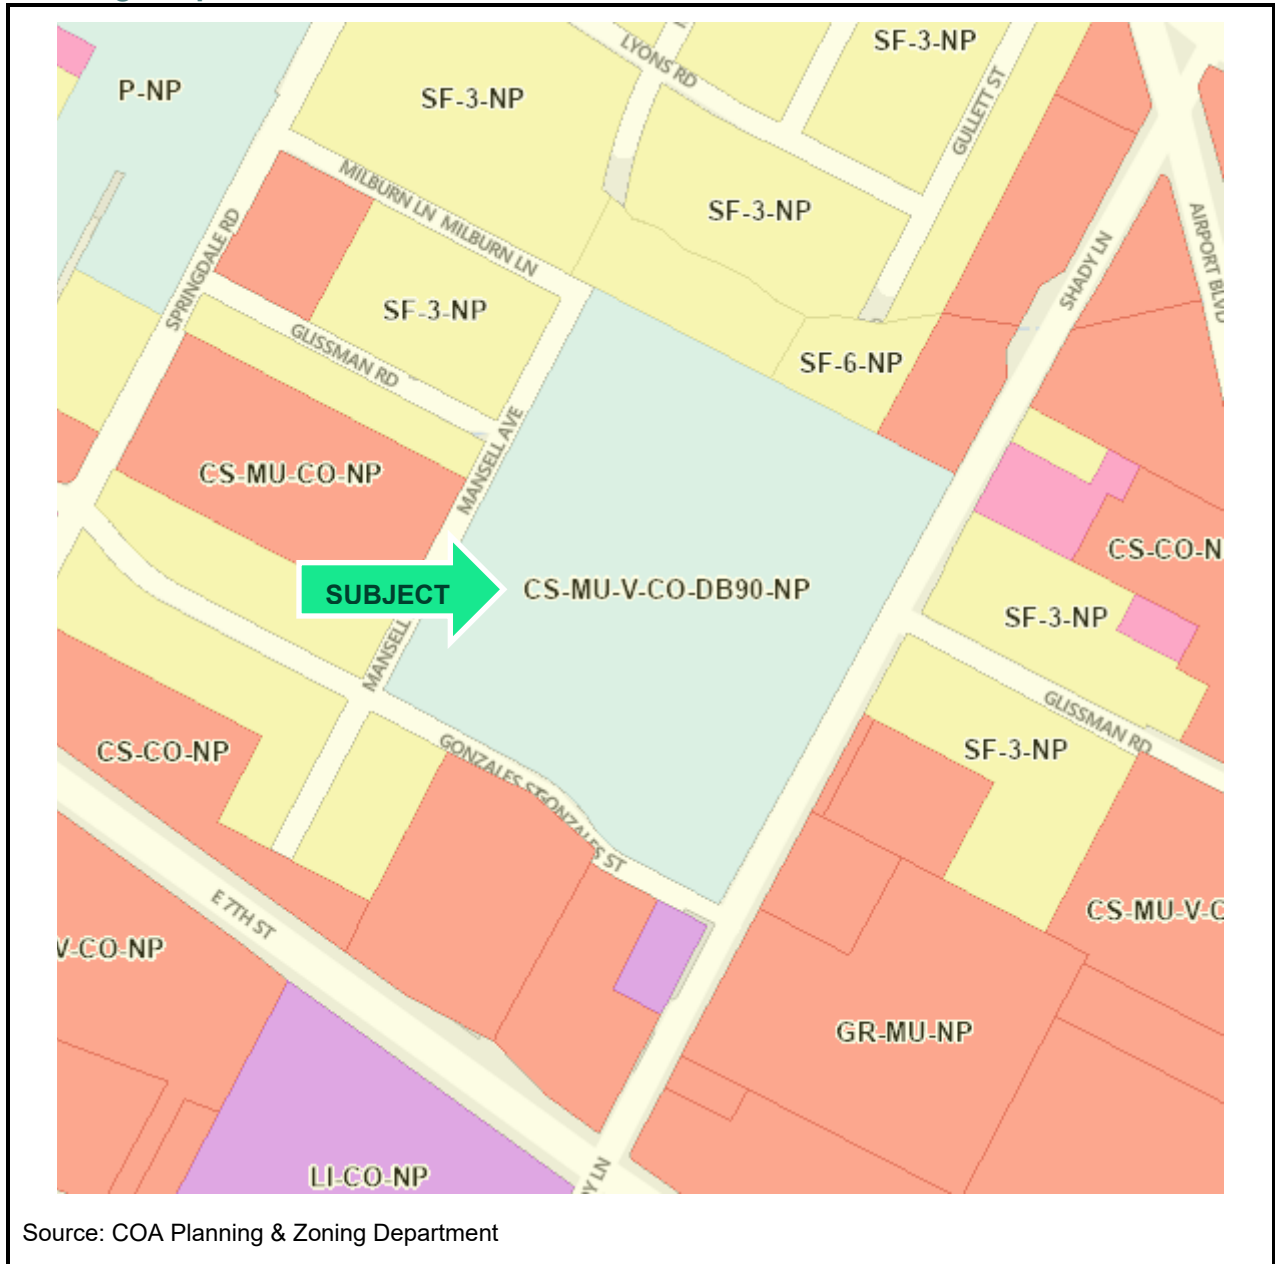 SF-3-NP
LYONS RD
P-NP
SF-3-NP
GULLETT ST
MILBURN LN MILBURN LN
SF-3-NP
AIRPORT BLVD
SPRINGDALE RD
SHADY LN
SF-3-NP
GLISSMAN RD
SF-6-NP
MANSELL AVE
CS-MU-CO-NP
CS-CO-N
SUBJECT
CS-MU-V-CO-DB90-NP
SF-3-NP
MANSELL
GLISSMAN RD
CS-CO-NP
SF-3-NP
GONZALES ST
GONZALES ST
E 7TH ST
CS-MU-V-C
V-CO-NP
GR-MU-NP
LI-CO-NP
Y LN
Source: COA Planning & Zoning Department